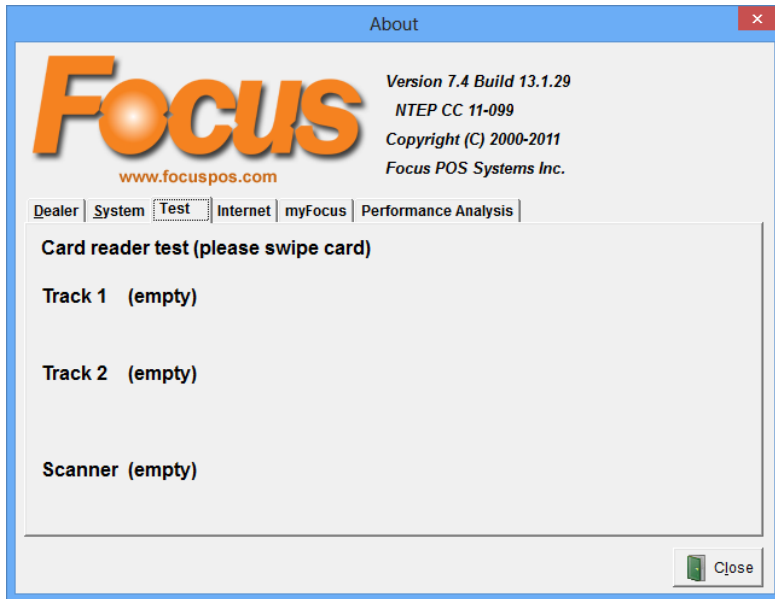 About
Focus
www.focuspos.com
Version 7.4 Build 13.1.29
NTEP CC 11-099
Copyright (C) 2000-2011
Focus POS Systems Inc.
Dealer System Test Internet myFocus Performance Analysis
Card reader test (please swipe card)
Track 1 (empty)
Track 2 (empty)
Scanner (empty)
Close